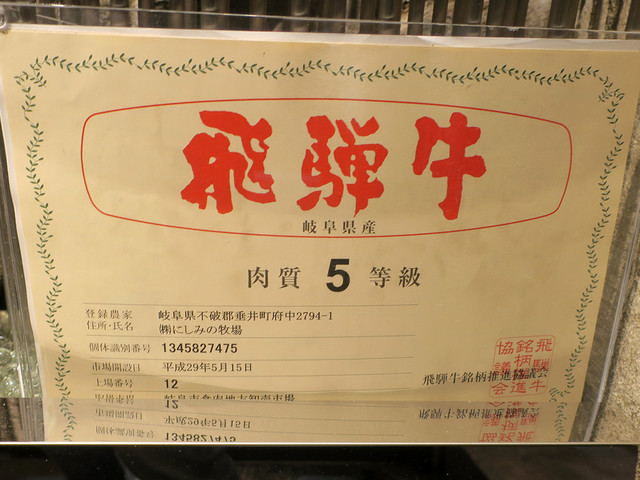 飛騨牛
岐阜県産
肉質 5 等級
登録農家
住所・氏名
岐阜県不破郡垂井町府中2794-1
㈱にしみの牧場
個体識別番号 1345827475
市場開設日 平成29年5月15日
上場番号 12
飛騨牛銘柄推進協議会
飛騨牛
銘柄推進
協議会